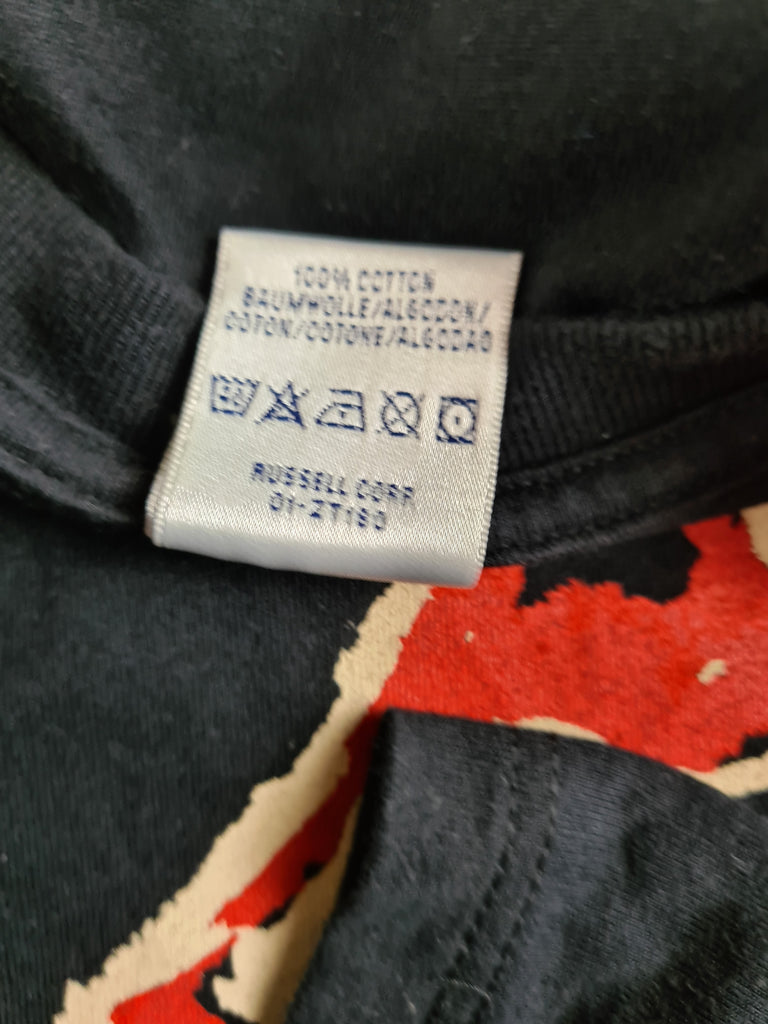 100% COTTON
BAUMWOLLE/ALGODON/
COTON/COTONE/ALGODAO
RUSSELL CORP
01-ZT180